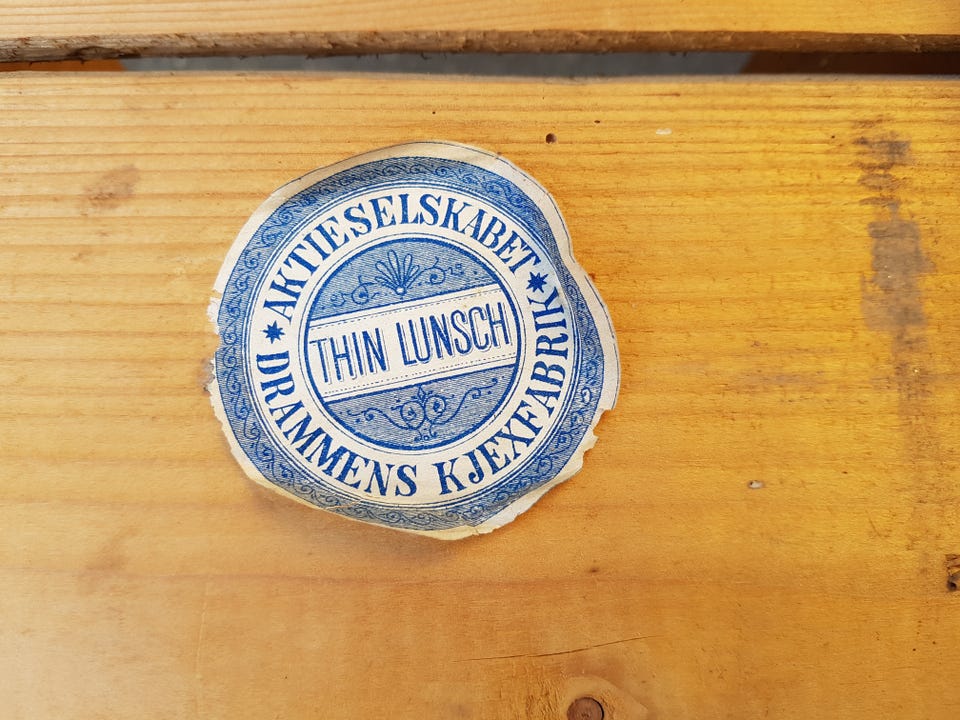 AKTIESELSKABET
THIN LUNSCH
DRAMMENS KJEXFABRIK